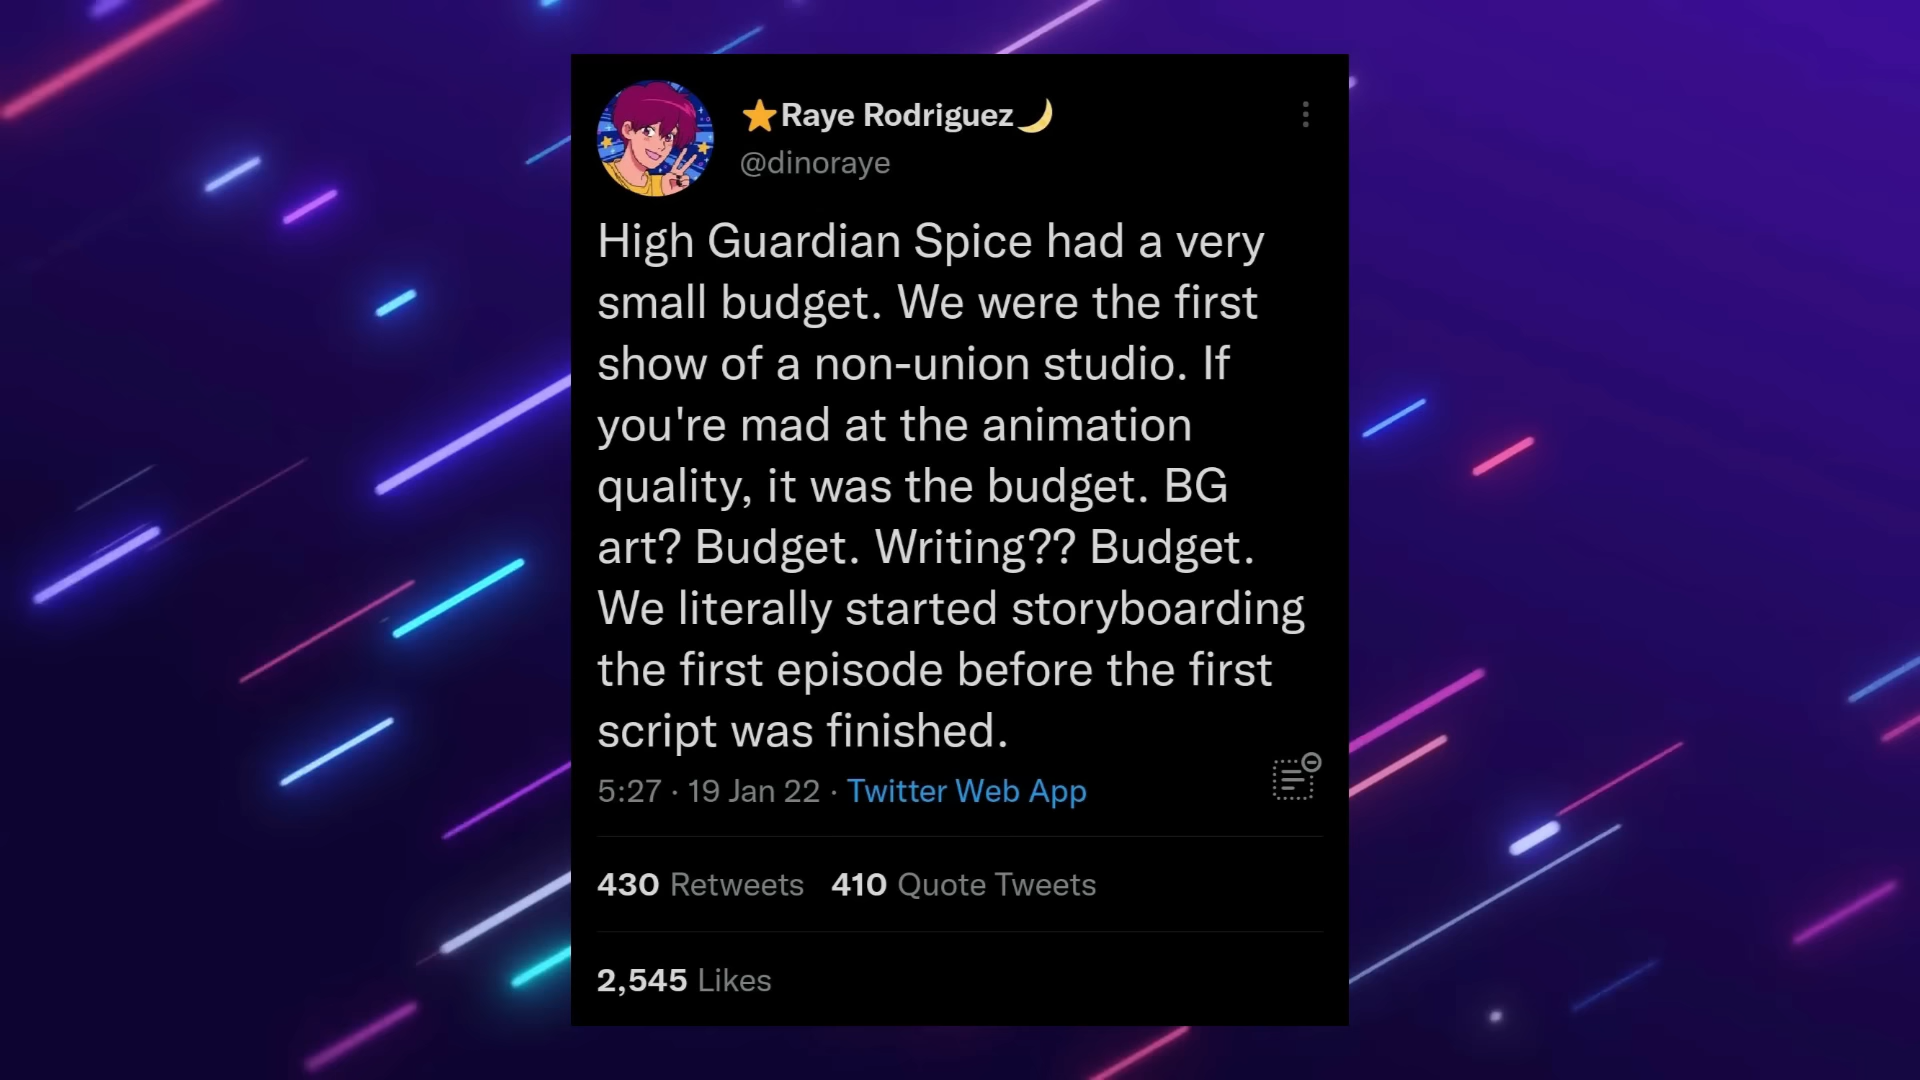 ⭐Raye Rodriguez🌙
@dinoraye
High Guardian Spice had a very
small budget. We were the first
show of a non-union studio. If
you're mad at the animation
quality, it was the budget. BG
art? Budget. Writing?? Budget.
We literally started storyboarding
the first episode before the first
script was finished.
5:27 · 19 Jan 22 · Twitter Web App
430 Retweets 410 Quote Tweets
2,545 Likes